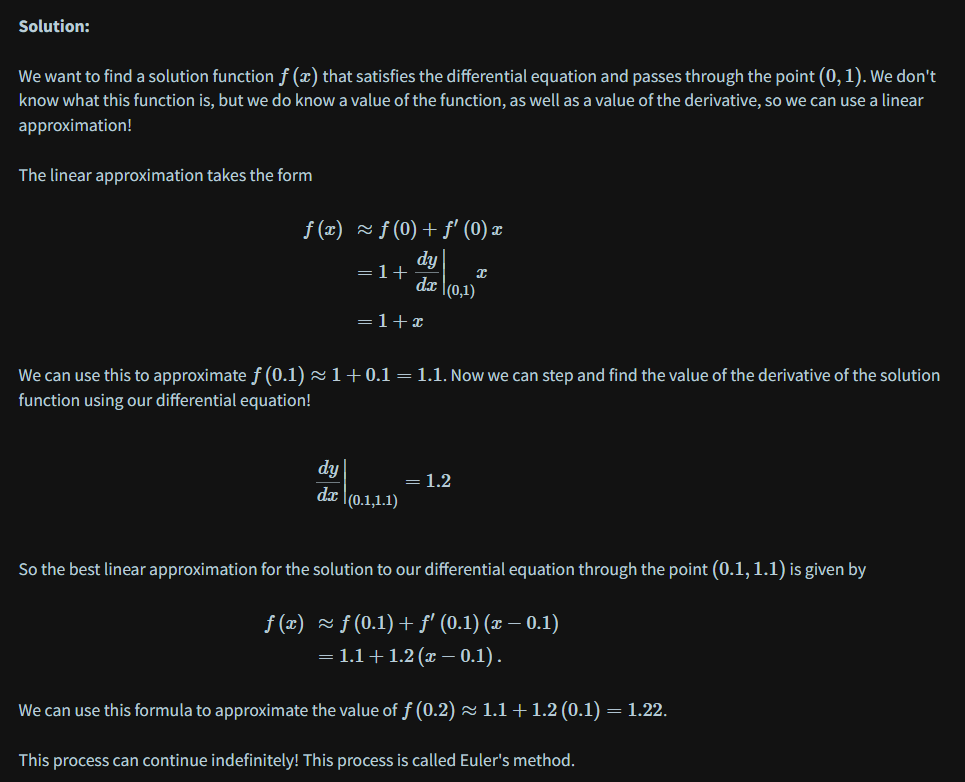 Solution:
We want to find a solution function f (x) that satisfies the differential equation and passes through the point (0, 1). We don't
know what this function is, but we do know a value of the function, as well as a value of the derivative, so we can use a linear
approximation!
The linear approximation takes the form
f (x) ≈ f (0) + f′ (0) x
= 1 + dy/dx |(0,1) x
= 1 + x
We can use this to approximate f (0.1) ≈ 1 + 0.1 = 1.1. Now we can step and find the value of the derivative of the solution
function using our differential equation!
dy/dx |(0.1,1.1) = 1.2
So the best linear approximation for the solution to our differential equation through the point (0.1, 1.1) is given by
f (x) ≈ f (0.1) + f′ (0.1) (x − 0.1)
= 1.1 + 1.2 (x − 0.1) .
We can use this formula to approximate the value of f (0.2) ≈ 1.1 + 1.2 (0.1) = 1.22.
This process can continue indefinitely! This process is called Euler's method.